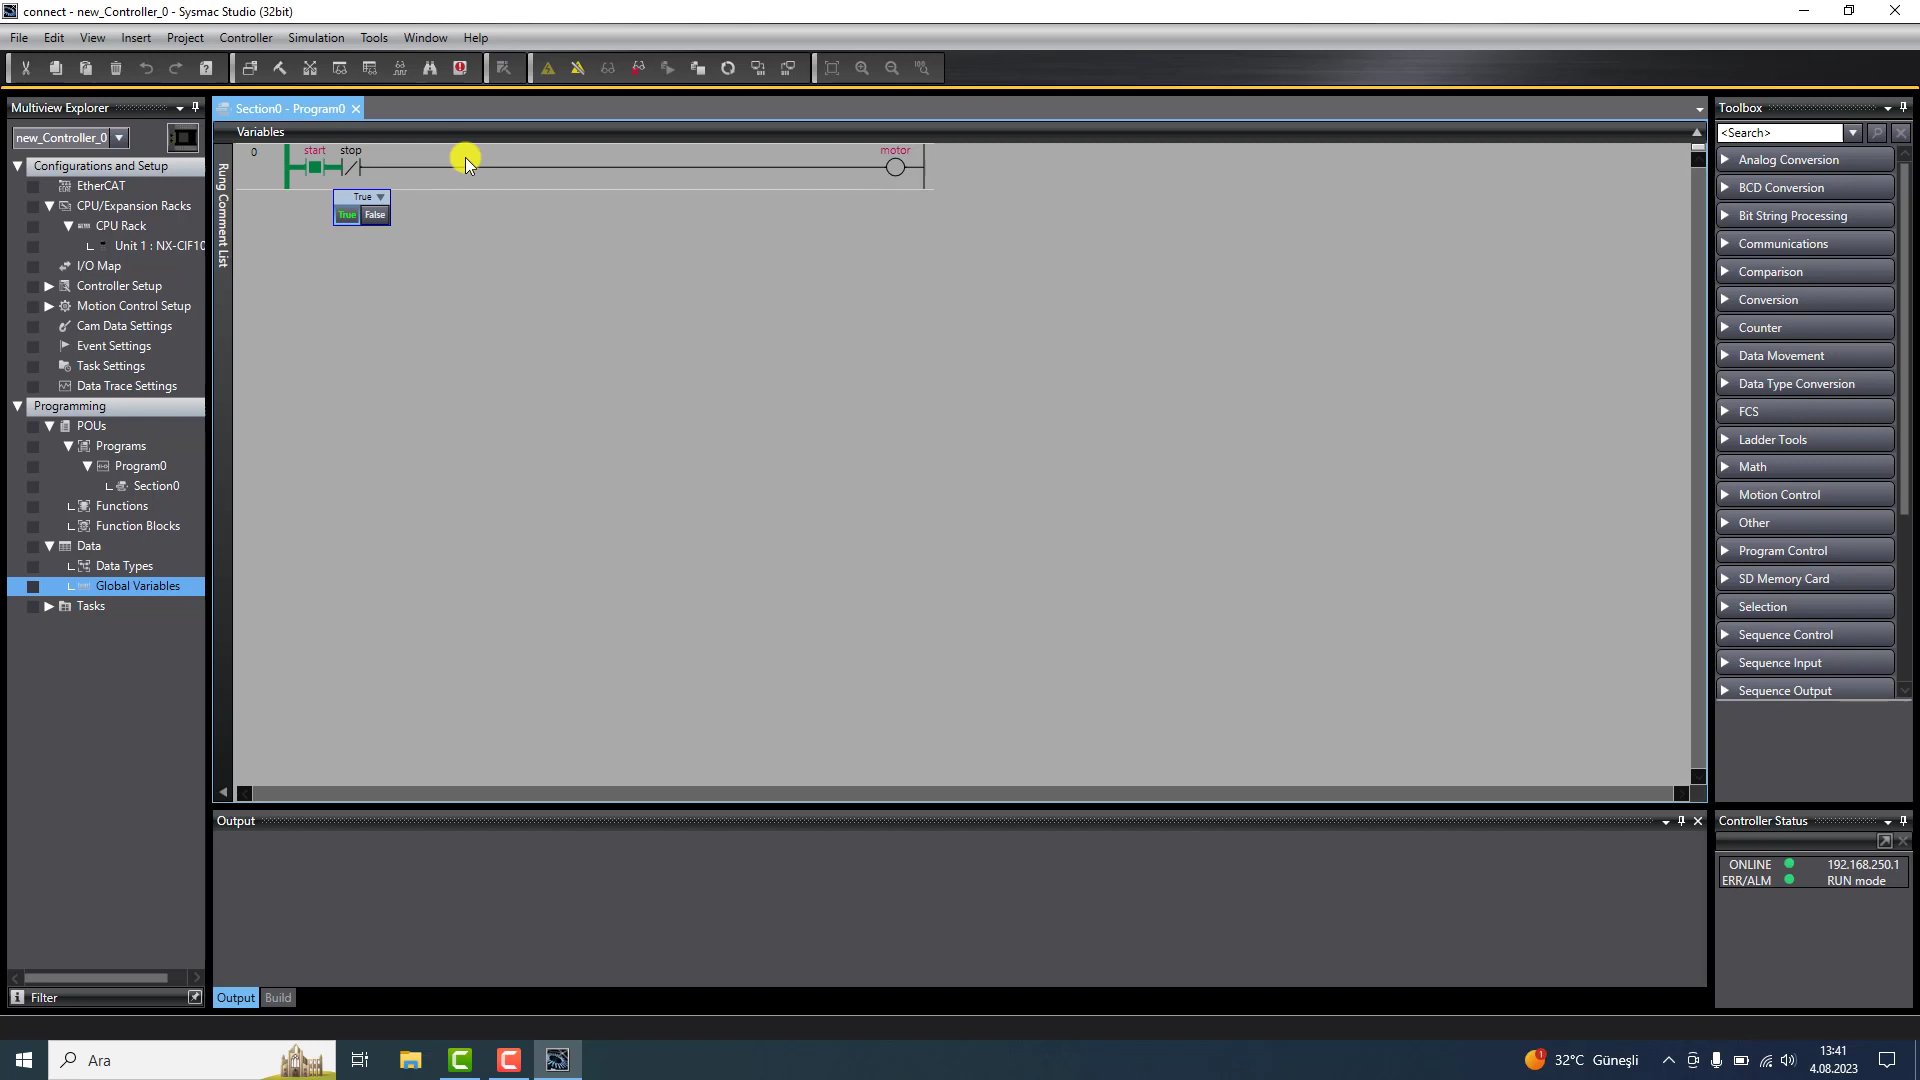 connect - new_Controller_0 - Sysmac Studio (32bit)
File Edit View Insert Project Controller Simulation Tools Window Help
Multiview Explorer
new_Controller_0
Configurations and Setup
EtherCAT
CPU/Expansion Racks
CPU Rack
Unit 1 : NX-CIF10
I/O Map
Controller Setup
Motion Control Setup
Cam Data Settings
Event Settings
Task Settings
Data Trace Settings
Programming
POUs
Programs
Program0
Section0
Functions
Function Blocks
Data
Data Types
Global Variables
Tasks
Filter
Section0 - Program0
Variables
Rung Comment List
0
start stop motor
True
True False
Output
Output Build
Toolbox
<Search>
Analog Conversion
BCD Conversion
Bit String Processing
Communications
Comparison
Conversion
Counter
Data Movement
Data Type Conversion
FCS
Ladder Tools
Math
Motion Control
Other
Program Control
SD Memory Card
Selection
Sequence Control
Sequence Input
Sequence Output
Controller Status
ONLINE 192.168.250.1
ERR/ALM RUN mode
Ara
1
32°C Güneşli
13:41
4.08.2023